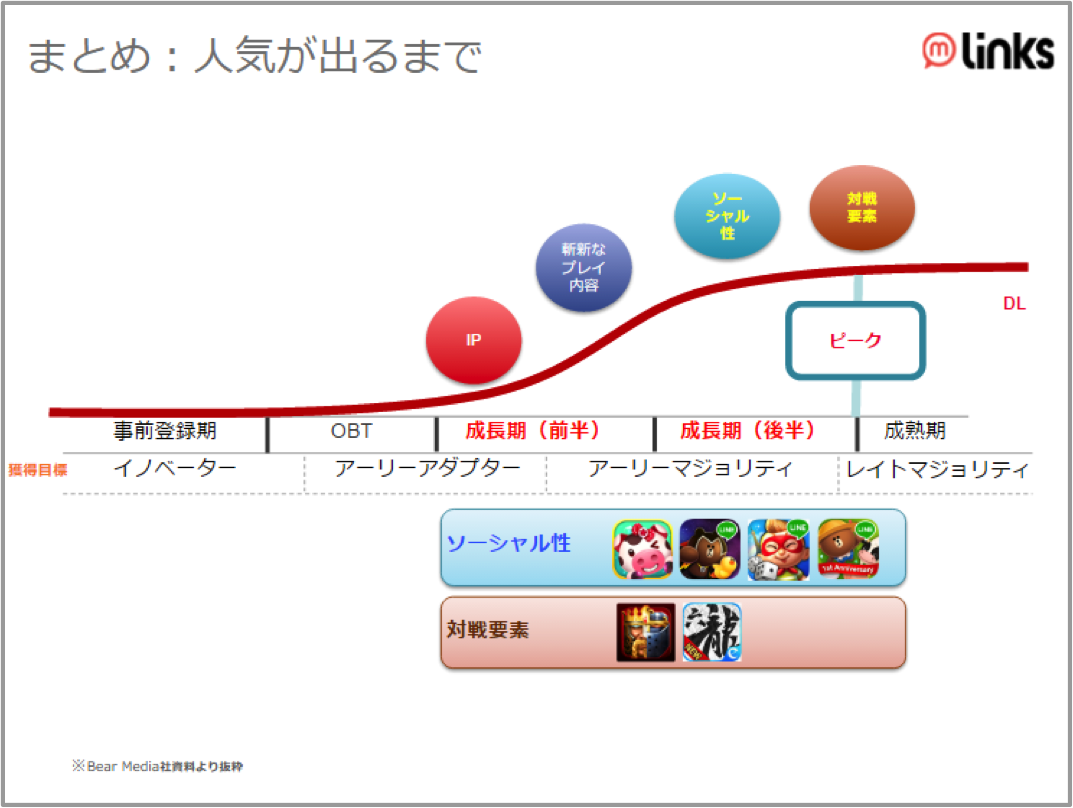 まとめ：人気が出るまで
m links
ソー
シャル
性
対戦
要素
斬新な
プレイ
内容
IP
DL
ピーク
事前登録期
OBT
成長期（前半）
成長期（後半）
成熟期
獲得目標
イノベーター
アーリーアダプター
アーリーマジョリティ
レイトマジョリティ
ソーシャル性
LINE
LINE
LINE
1st Anniversary
対戦要素
六龍
NEW
C
※Bear Media社資料より抜粋